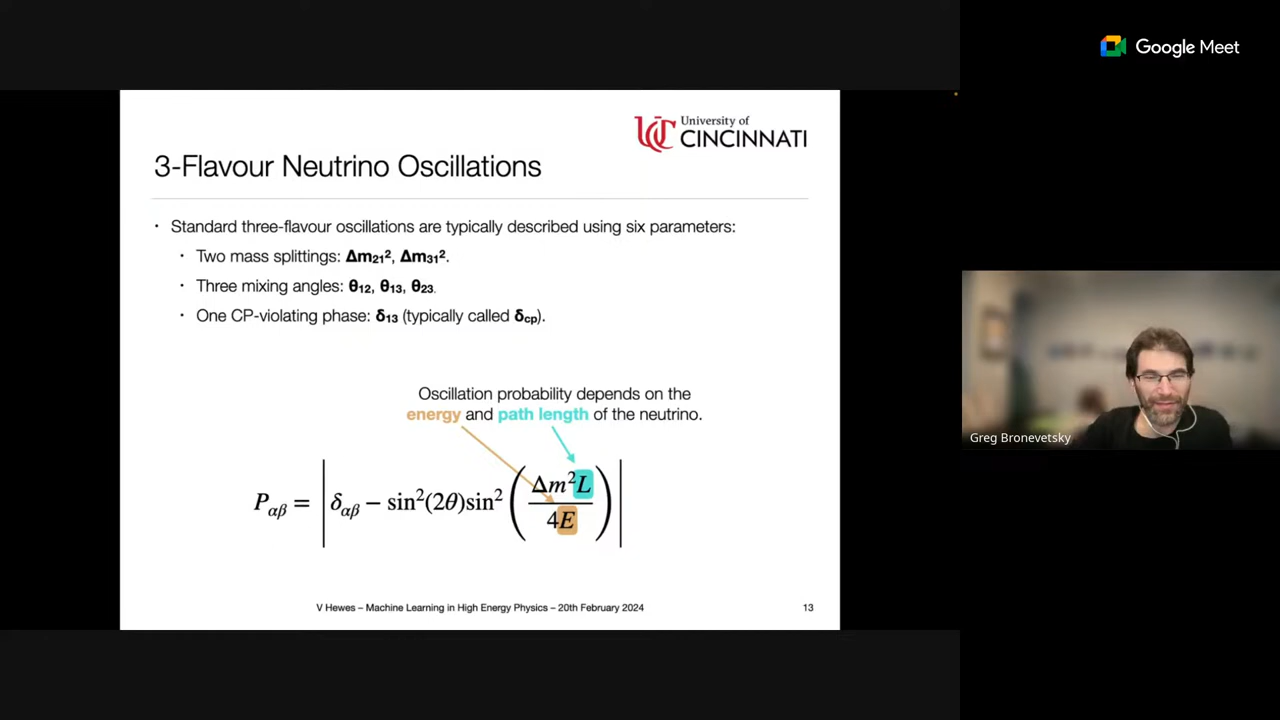 Google Meet
University of
CINCINNATI
3-Flavour Neutrino Oscillations
• Standard three-flavour oscillations are typically described using six parameters:
• Two mass splittings: Δm₂₁², Δm₃₁².
• Three mixing angles: θ₁₂, θ₁₃, θ₂₃.
• One CP-violating phase: δ₁₃ (typically called δcp).
Oscillation probability depends on the
energy and path length of the neutrino.
Pαβ = | δαβ − sin²(2θ)sin² ( Δm²L / 4E ) |
V Hewes – Machine Learning in High Energy Physics – 20th February 2024
13
Greg Bronevetsky